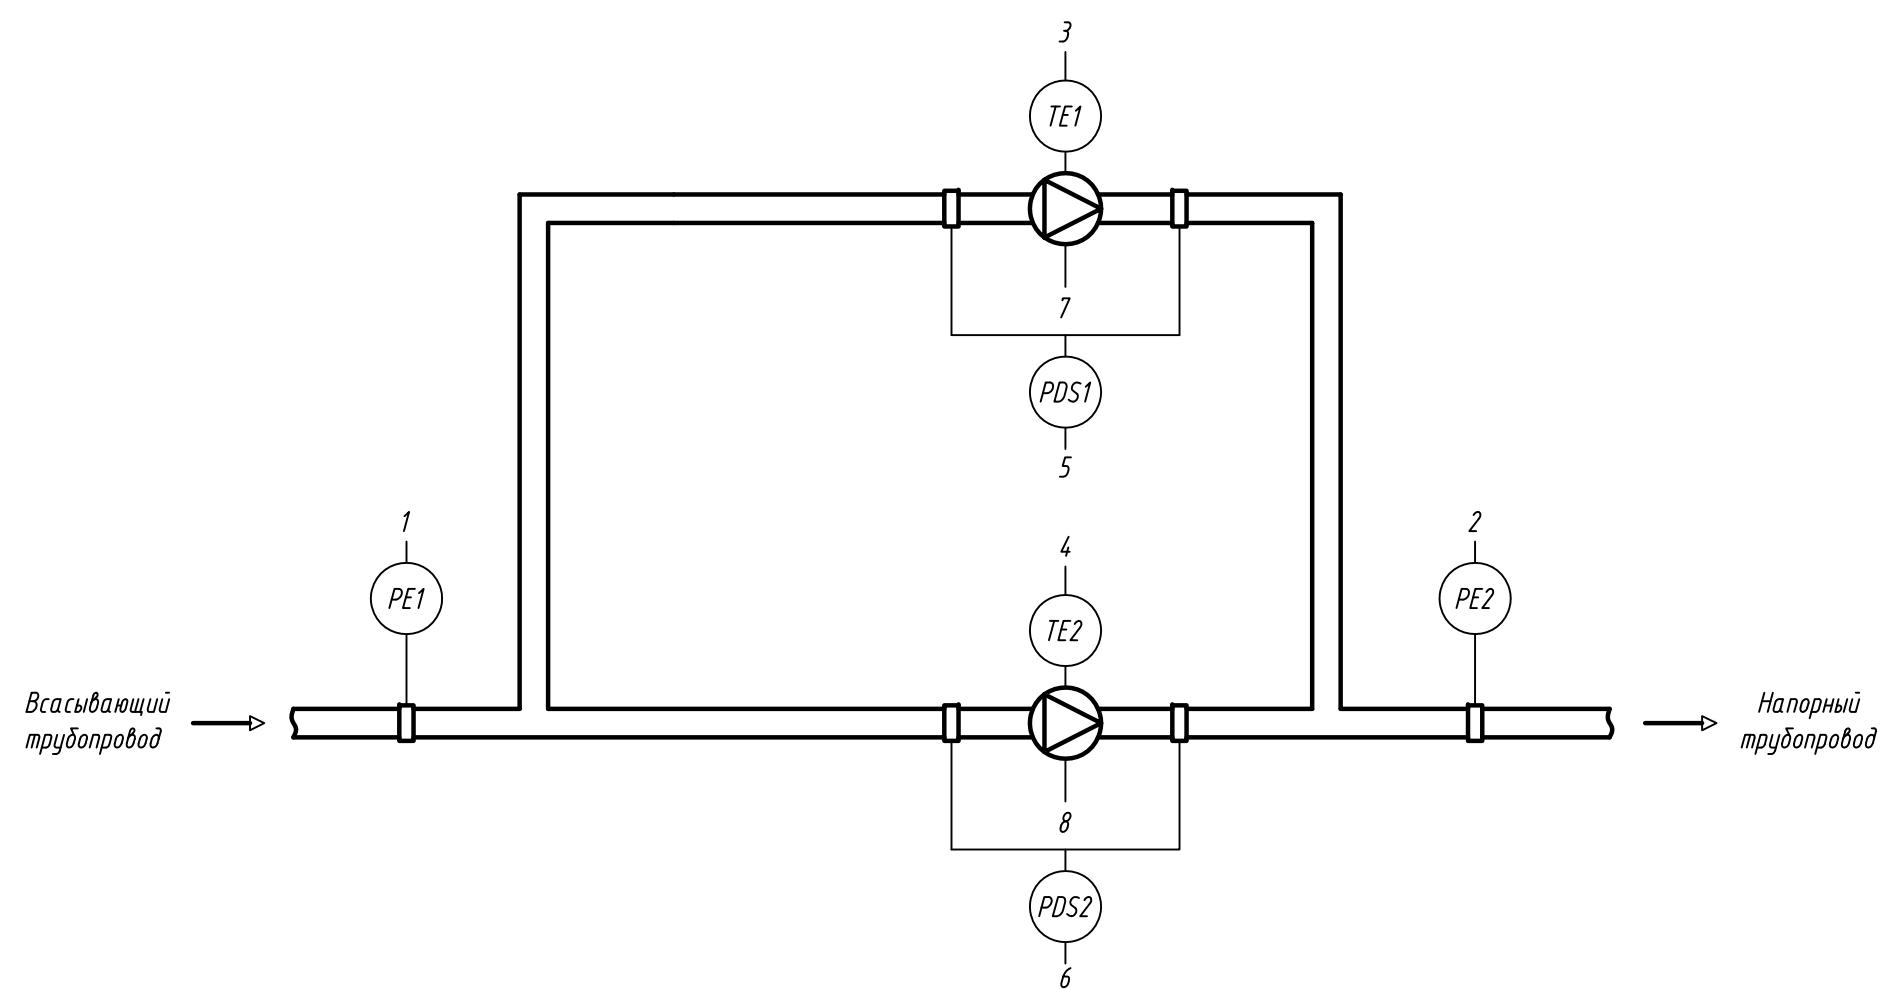 3
TE1
7
PDS1
5
1
4
2
PE1
PE2
TE2
Всасывающий
трубопровод
Напорный
трубопровод
8
PDS2
6